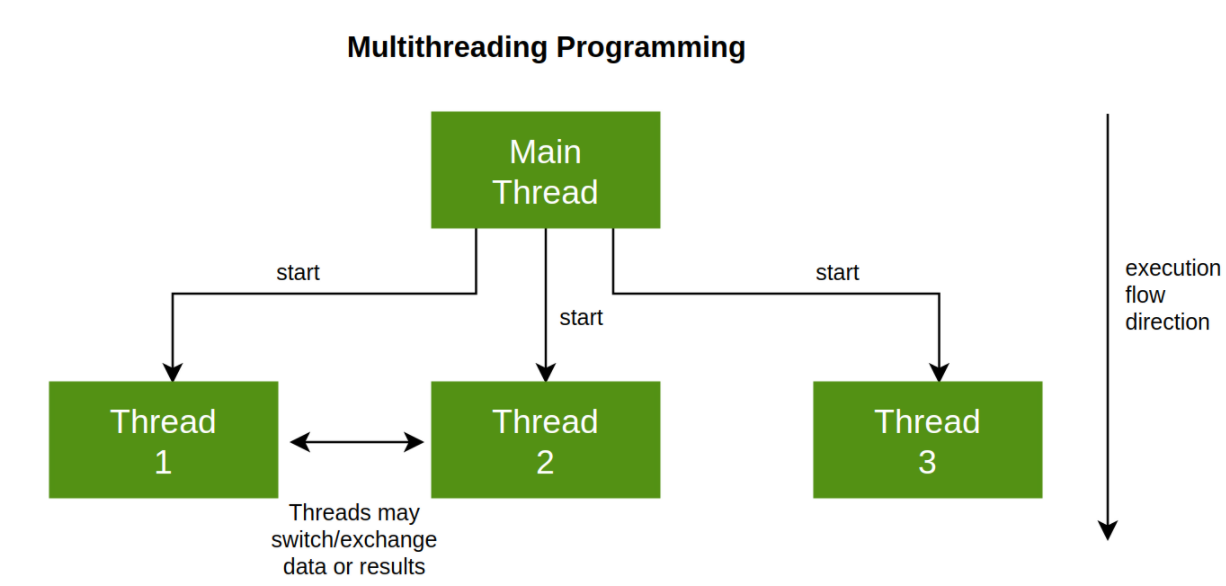 Multithreading Programming
Main
Thread
start
start
start
execution
flow
direction
Thread
1
Thread
2
Thread
3
Threads may
switch/exchange
data or results